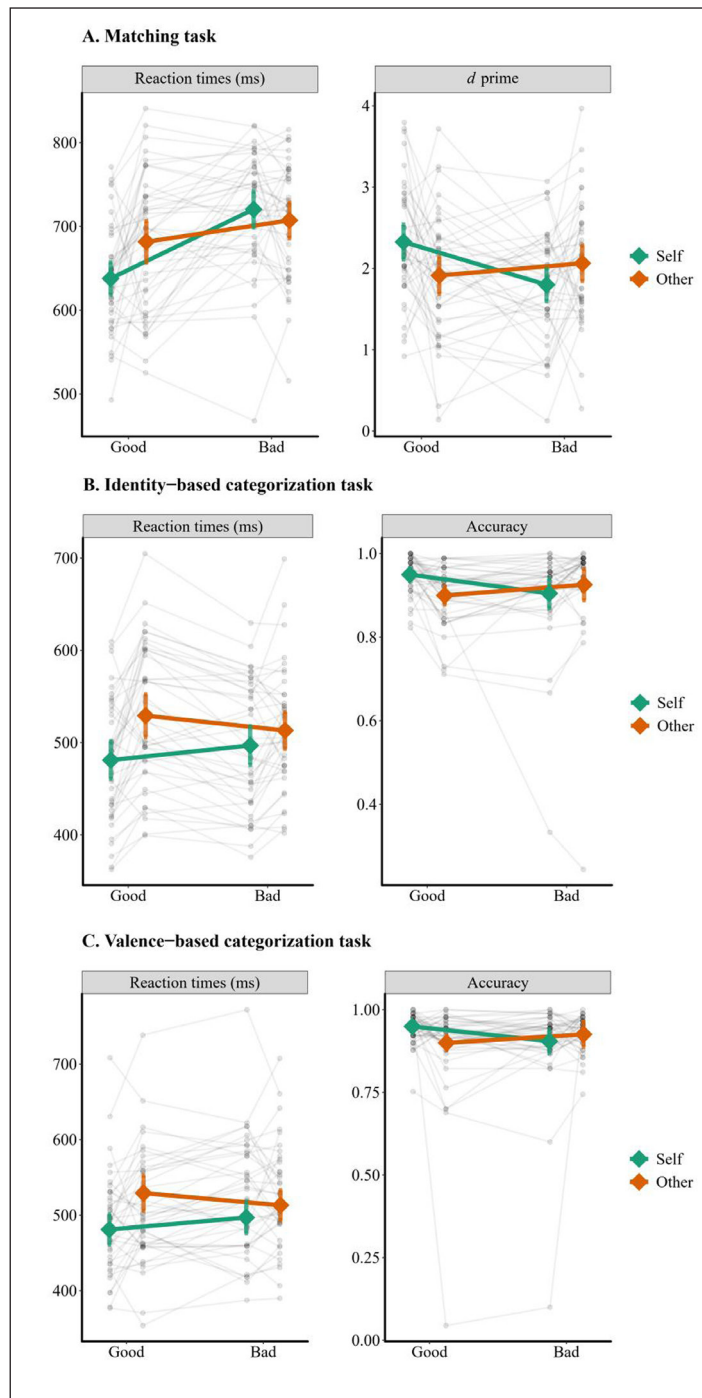 A. Matching task
Reaction times (ms)
d prime
800
700
600
500
4
3
2
1
0
Good
Bad
Good
Bad
Self
Other
B. Identity−based categorization task
Reaction times (ms)
Accuracy
700
600
500
400
1.0
0.8
0.6
0.4
Good
Bad
Good
Bad
Self
Other
C. Valence−based categorization task
Reaction times (ms)
Accuracy
700
600
500
400
1.00
0.75
0.50
0.25
0.00
Good
Bad
Good
Bad
Self
Other